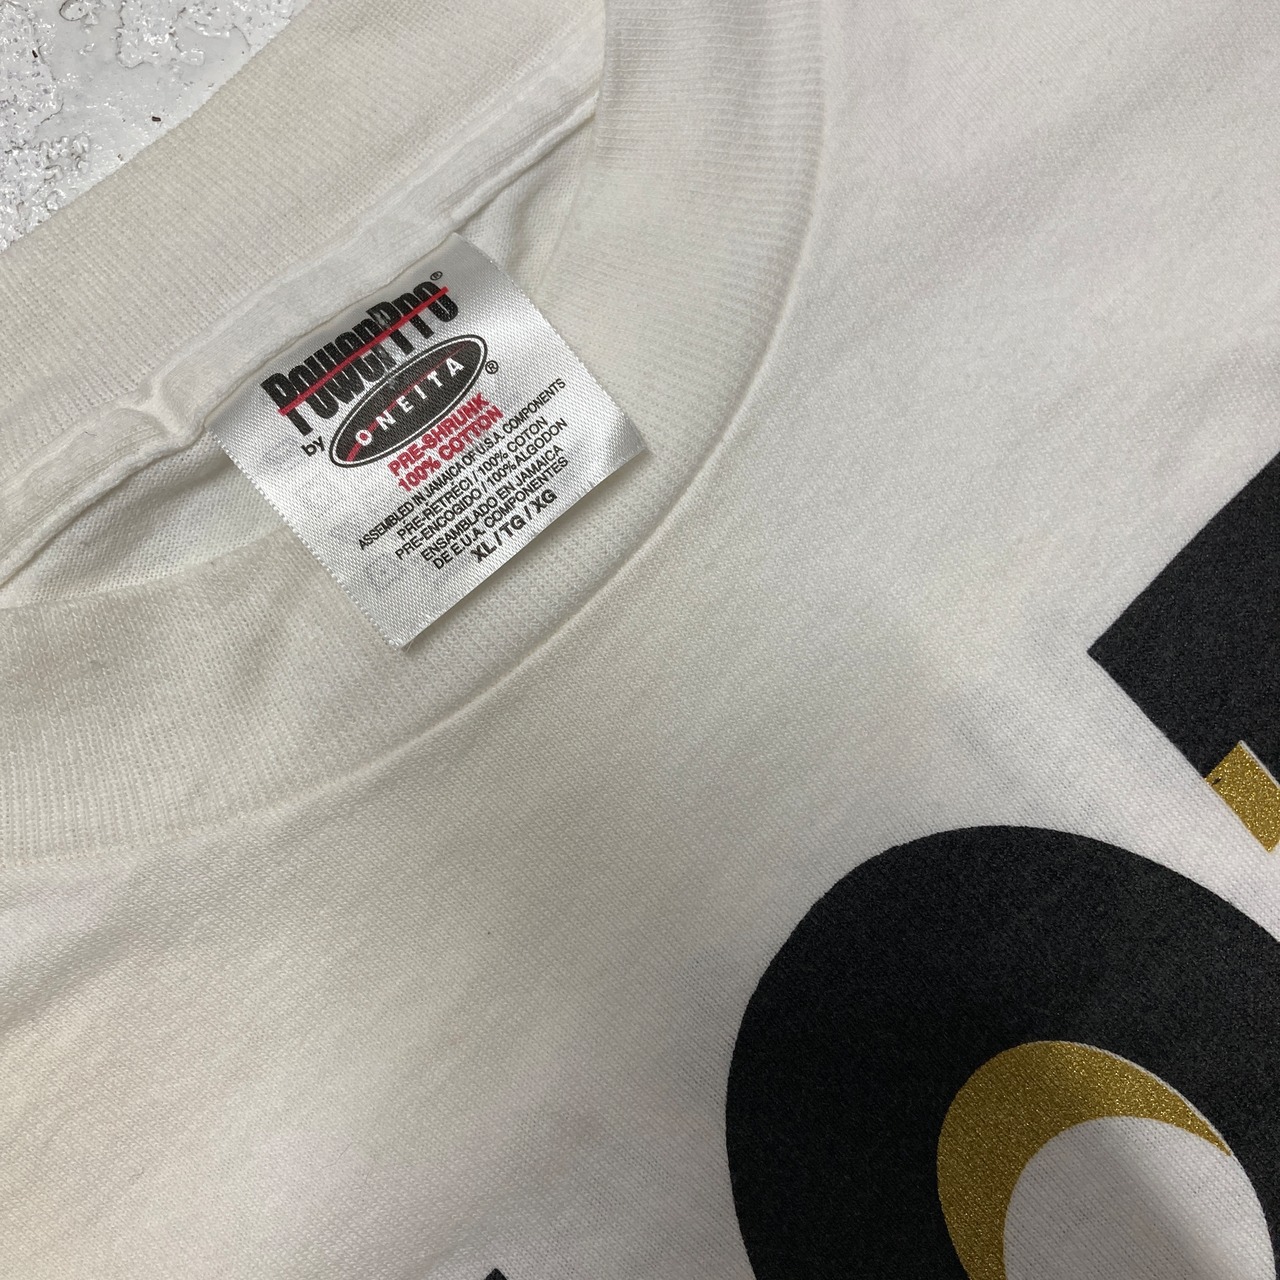 PowerPro®
by ONEITA®
PRE-SHRUNK
100% COTTON
ASSEMBLED IN JAMAICA OF U.S.A. COMPONENTS
PRE-RETRECI / 100% COTON
PRE-ENCOGIDO / 100% ALGODON
ENSAMBLADO EN JAMAICA
DE E.U.A. COMPONENTES
XL / TG / XG